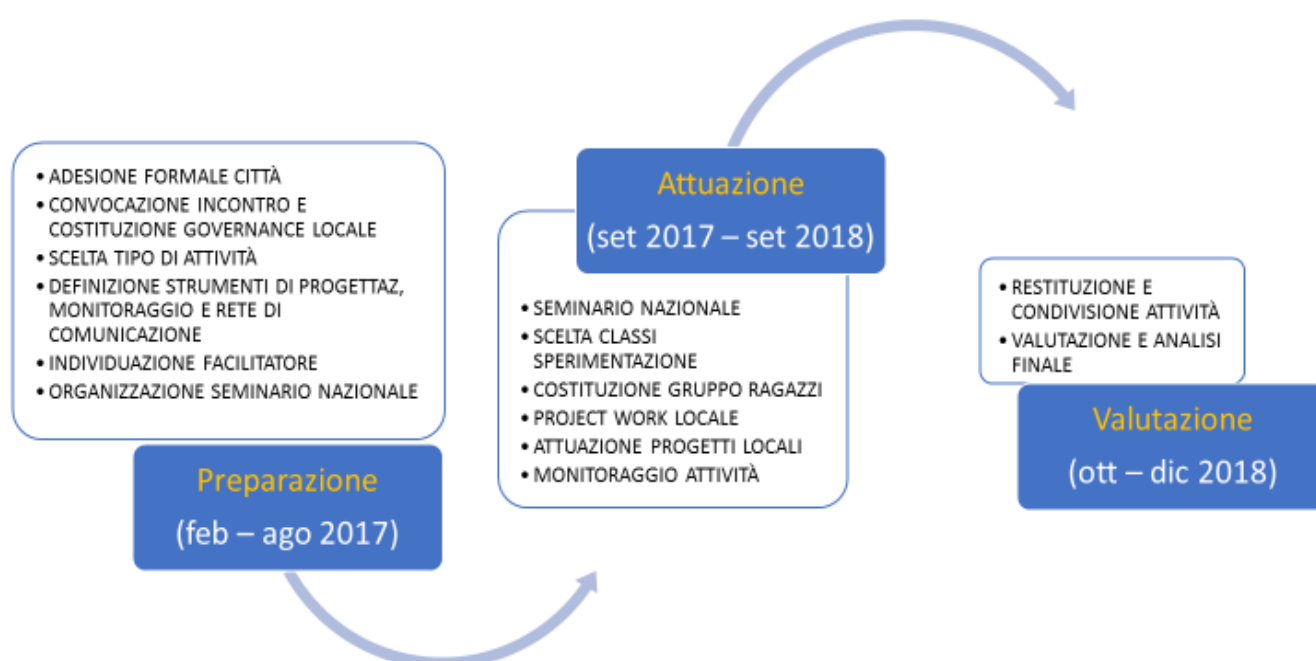 • ADESIONE FORMALE CITTÀ
• CONVOCAZIONE INCONTRO E
COSTITUZIONE GOVERNANCE LOCALE
• SCELTA TIPO DI ATTIVITÀ
• DEFINIZIONE STRUMENTI DI PROGETTAZ,
MONITORAGGIO E RETE DI
COMUNICAZIONE
• INDIVIDUAZIONE FACILITATORE
• ORGANIZZAZIONE SEMINARIO NAZIONALE
Preparazione
(feb – ago 2017)
Attuazione
(set 2017 – set 2018)
• SEMINARIO NAZIONALE
• SCELTA CLASSI
SPERIMENTAZIONE
• COSTITUZIONE GRUPPO RAGAZZI
• PROJECT WORK LOCALE
• ATTUAZIONE PROGETTI LOCALI
• MONITORAGGIO ATTIVITÀ
• RESTITUZIONE E
CONDIVISIONE ATTIVITÀ
• VALUTAZIONE E ANALISI
FINALE
Valutazione
(ott – dic 2018)